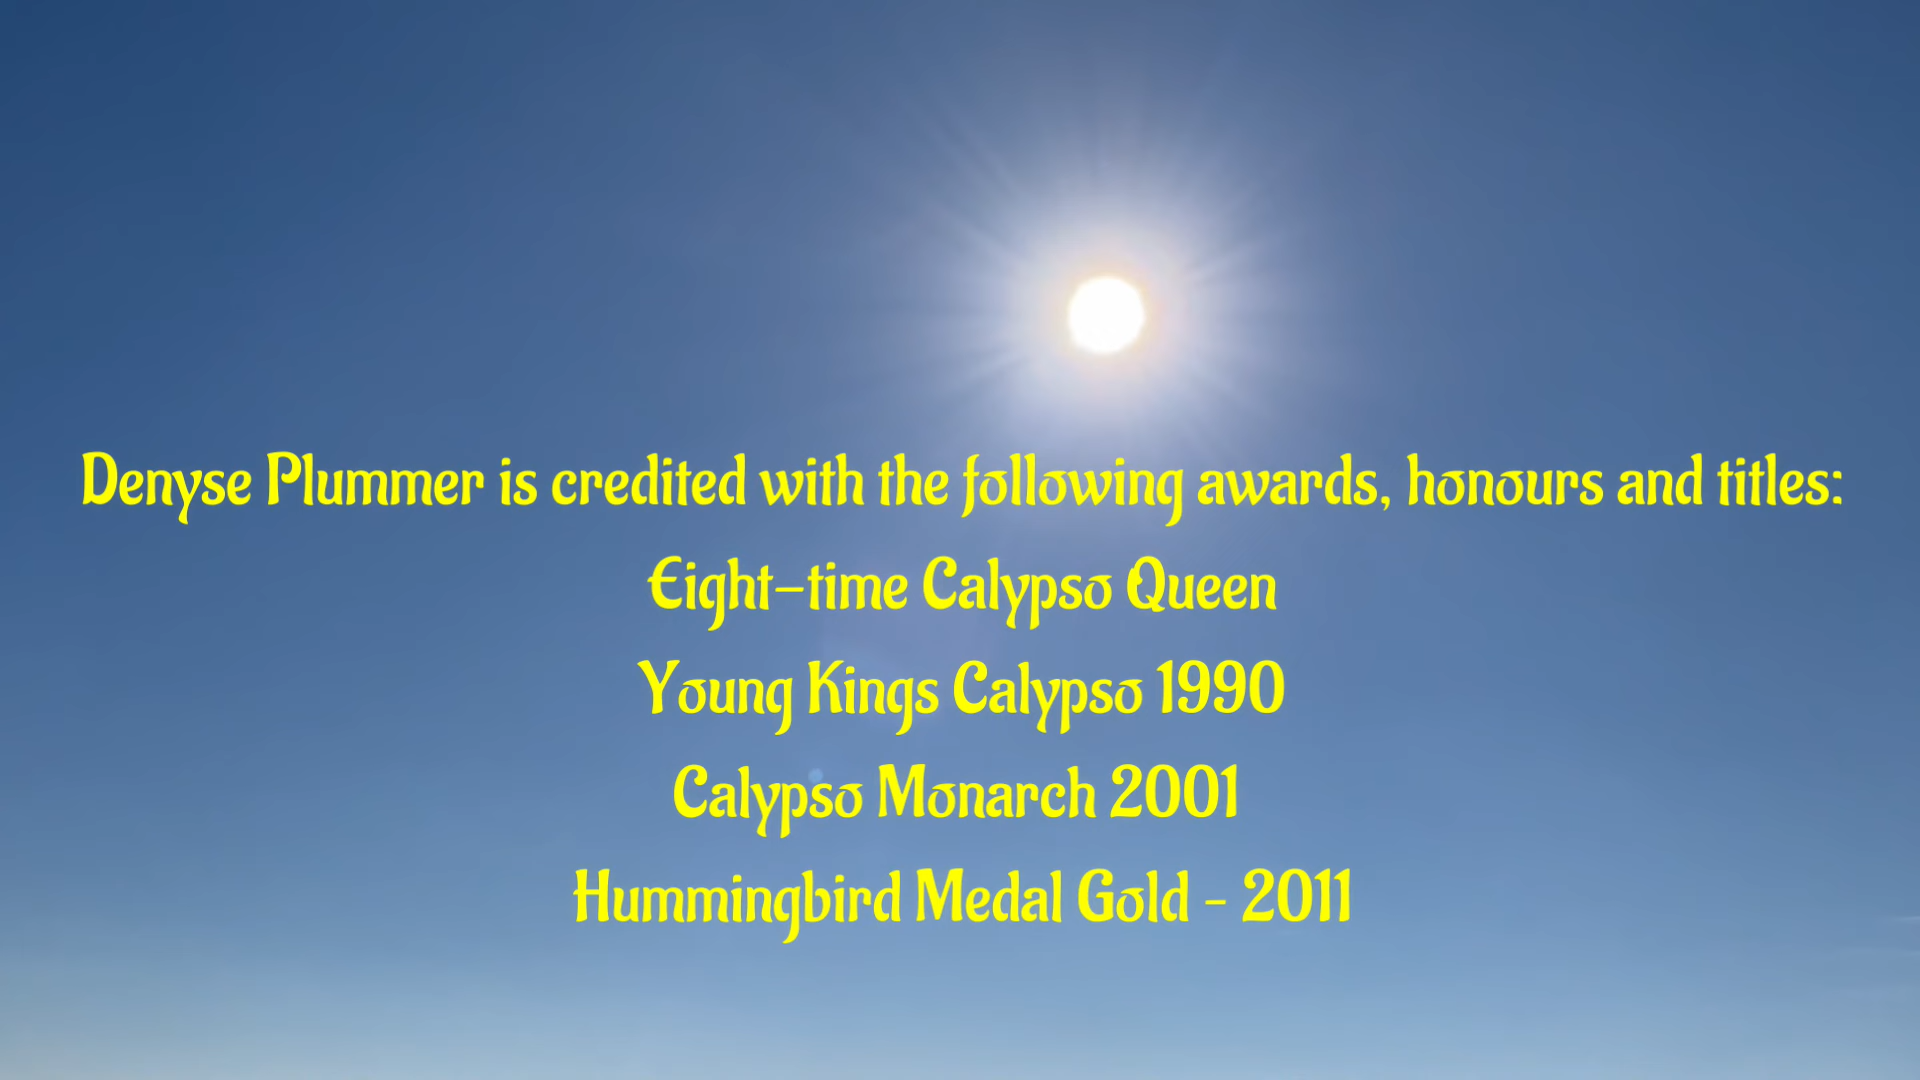 Denyse Plummer is credited with the following awards, honours and titles:
Eight-time Calypso Queen
Young Kings Calypso 1990
Calypso Monarch 2001
Hummingbird Medal Gold - 2011